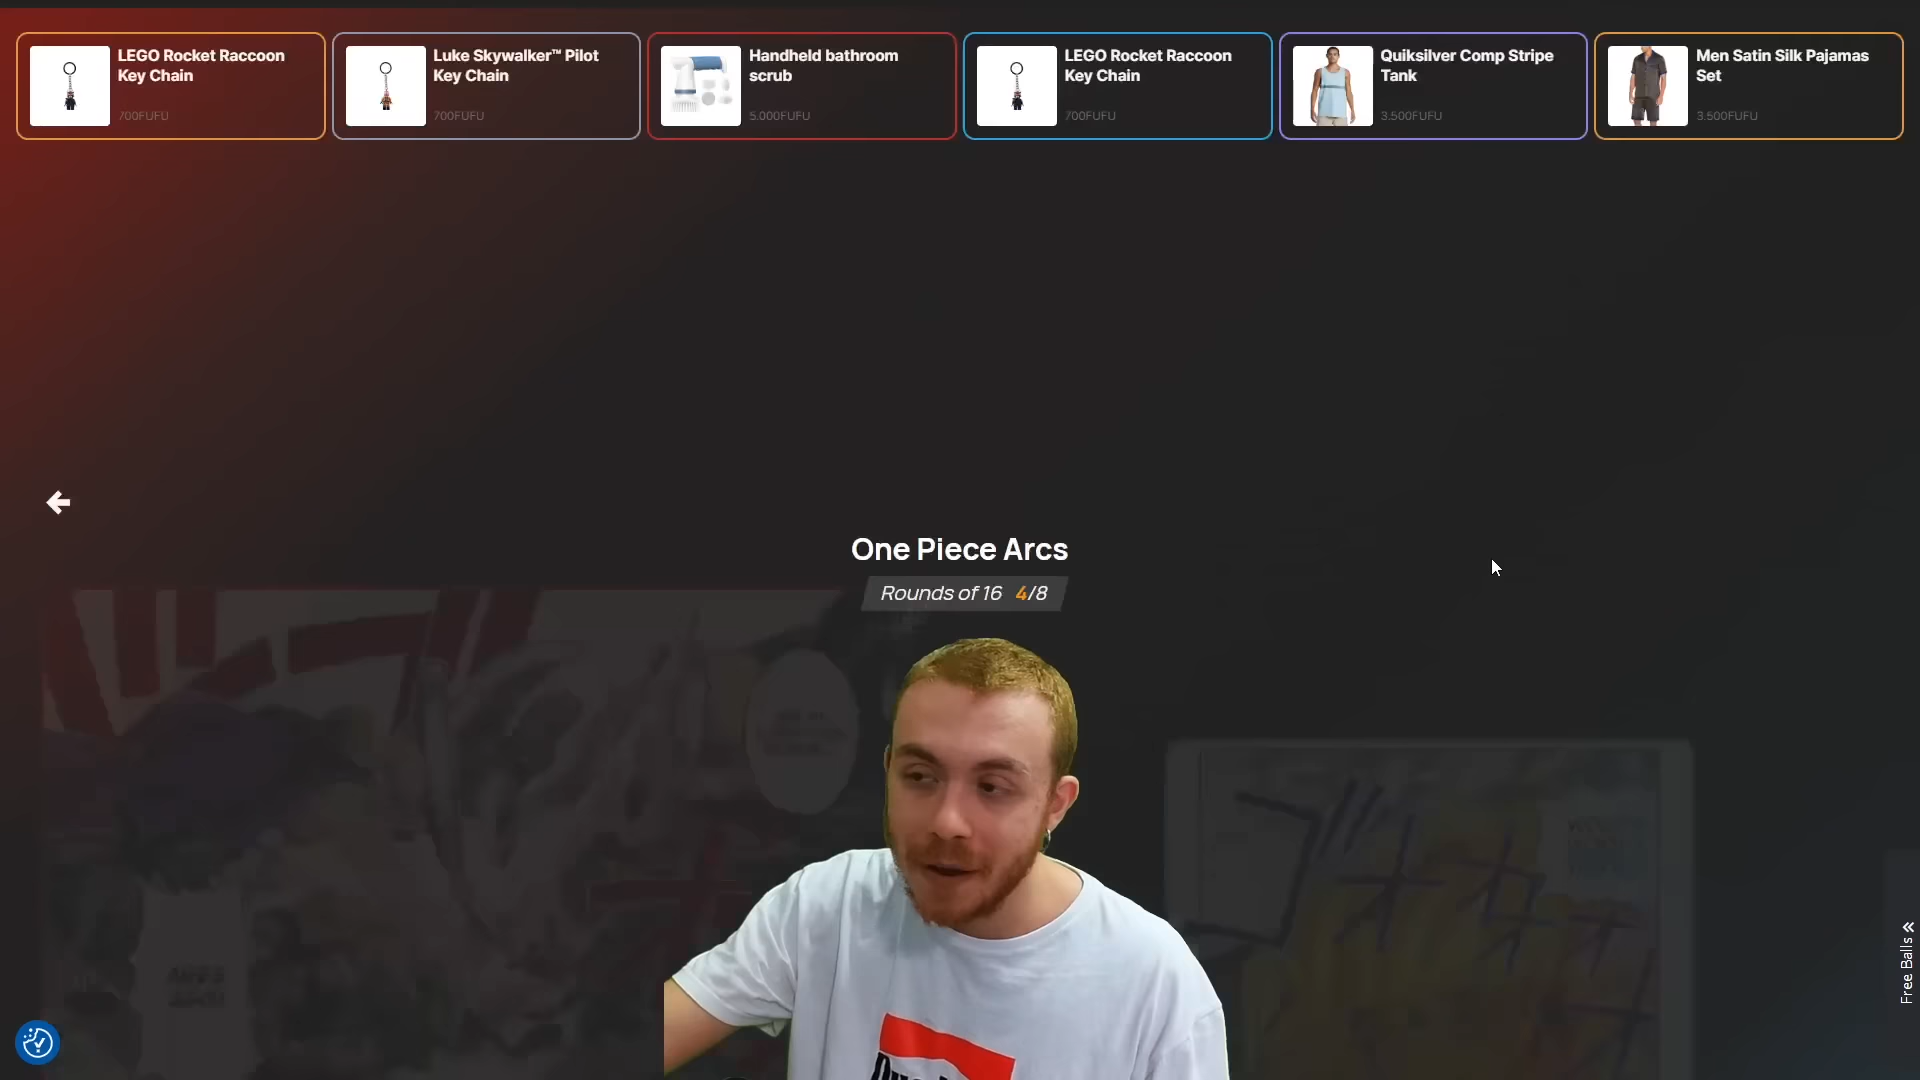 LEGO Rocket Raccoon
Key Chain
700FUFU
Luke Skywalker™ Pilot
Key Chain
700FUFU
Handheld bathroom
scrub
5.000FUFU
LEGO Rocket Raccoon
Key Chain
700FUFU
Quiksilver Comp Stripe
Tank
3.500FUFU
Men Satin Silk Pajamas
Set
3.500FUFU
One Piece Arcs
Rounds of 16 4/8
Free Balls